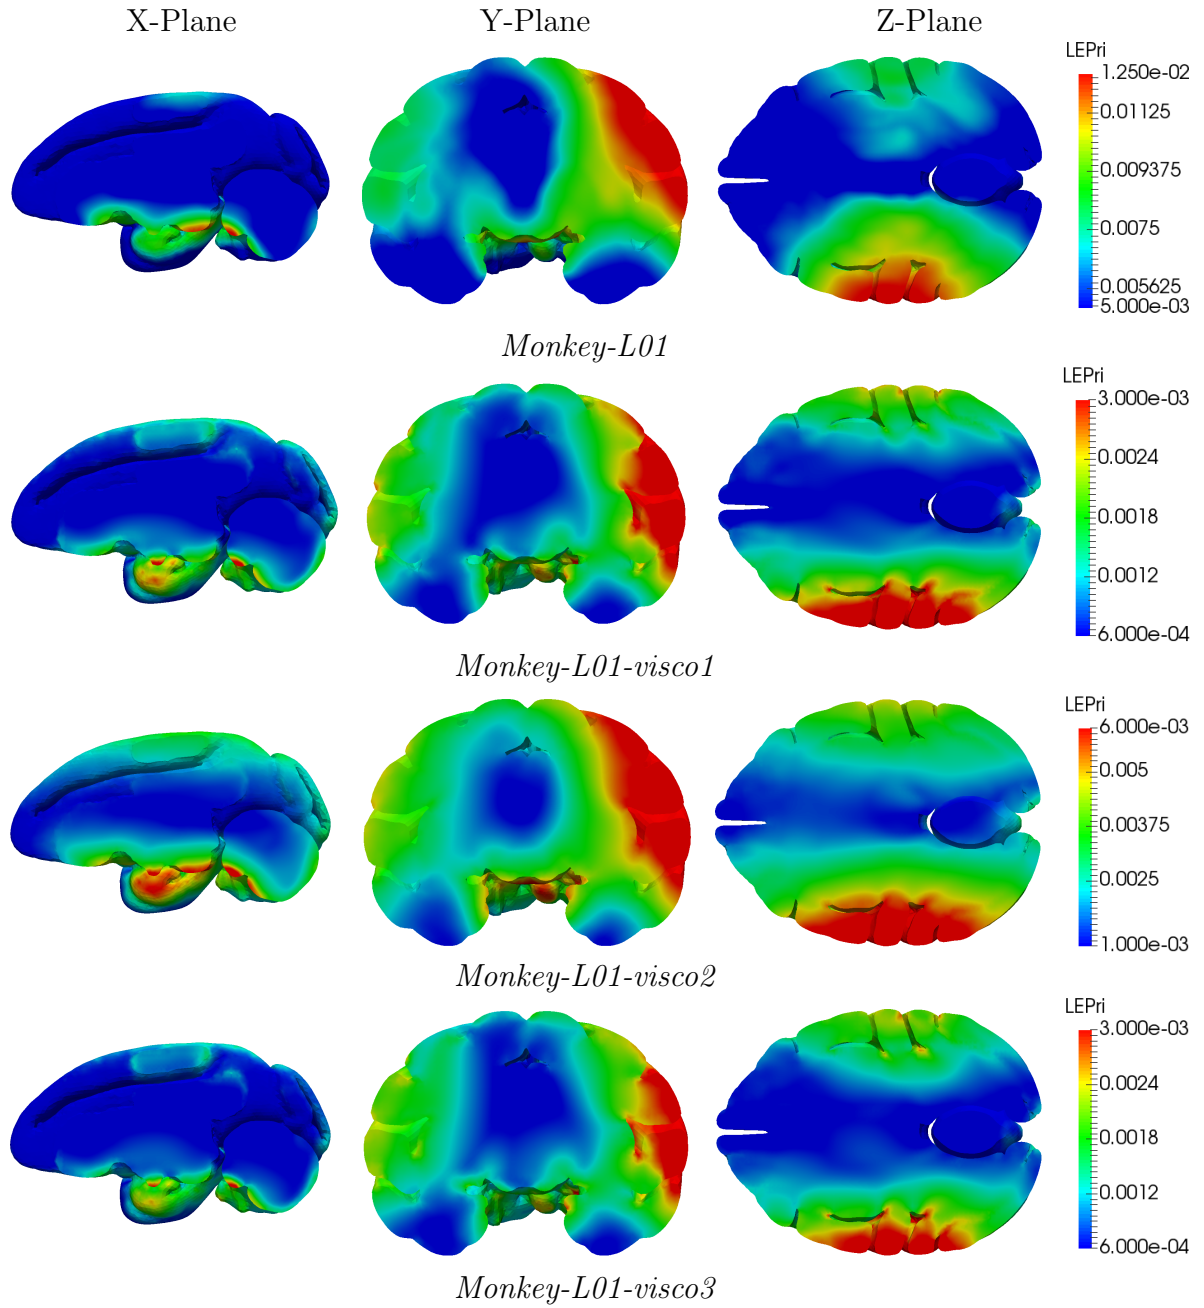 X-Plane Y-Plane Z-Plane
LEPri
1.250e-02
0.01125
0.009375
0.0075
0.005625
5.000e-03
Monkey-L01
LEPri
3.000e-03
0.0024
0.0018
0.0012
6.000e-04
Monkey-L01-visco1
LEPri
6.000e-03
0.005
0.00375
0.0025
1.000e-03
Monkey-L01-visco2
LEPri
3.000e-03
0.0024
0.0018
0.0012
6.000e-04
Monkey-L01-visco3